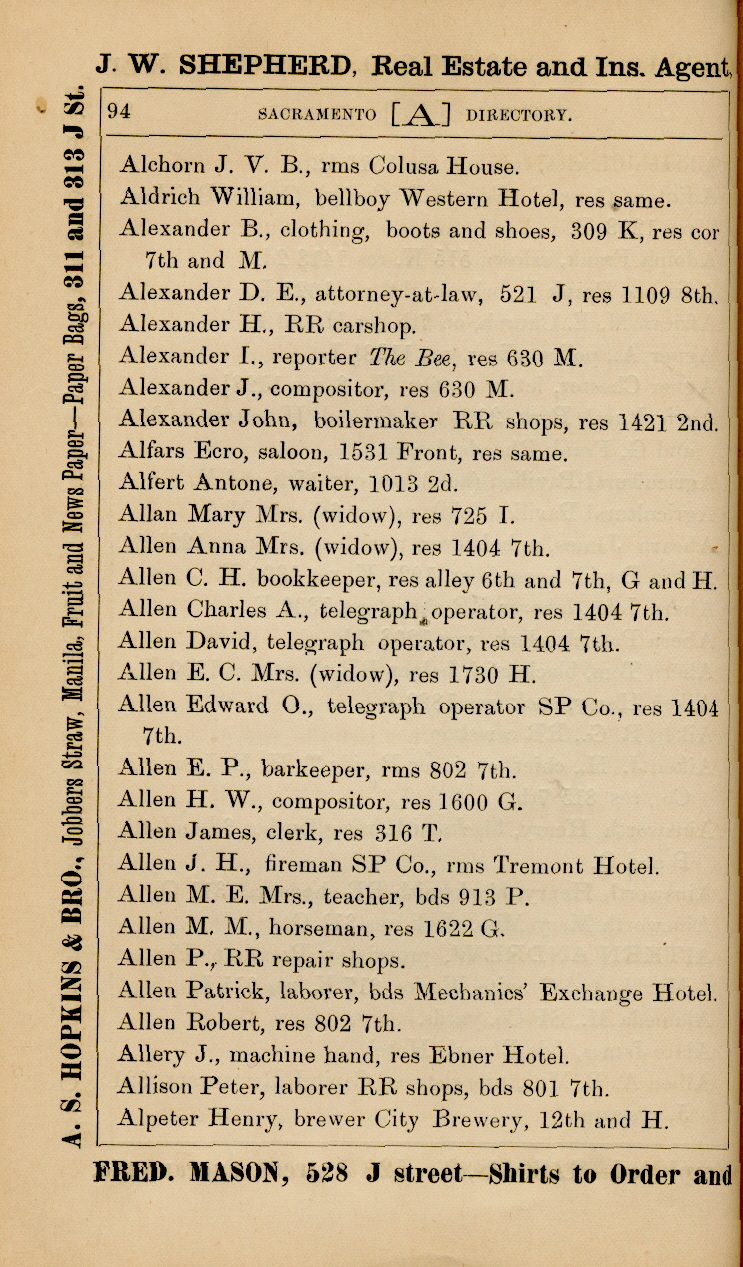 J. W. SHEPHERD, Real Estate and Ins. Agent,
94 SACRAMENTO [A] DIRECTORY.
Alchorn J. V. B., rms Colusa House.
Aldrich William, bellboy Western Hotel, res same.
Alexander B., clothing, boots and shoes, 309 K, res cor
7th and M.
Alexander D. E., attorney-at-law, 521 J, res 1109 8th.
Alexander H., RR carshop.
Alexander I., reporter The Bee, res 630 M.
Alexander J., compositor, res 630 M.
Alexander John, boilermaker RR shops, res 1421 2nd.
Alfars Ecro, saloon, 1531 Front, res same.
Alfert Antone, waiter, 1013 2d.
Allan Mary Mrs. (widow), res 725 I.
Allen Anna Mrs. (widow), res 1404 7th.
Allen C. H. bookkeeper, res alley 6th and 7th, G and H.
Allen Charles A., telegraph operator, res 1404 7th.
Allen David, telegraph operator, res 1404 7th.
Allen E. C. Mrs. (widow), res 1730 H.
Allen Edward O., telegraph operator SP Co., res 1404
7th.
Allen E. P., barkeeper, rms 802 7th.
Allen H. W., compositor, res 1600 G.
Allen James, clerk, res 316 T.
Allen J. H., fireman SP Co., rms Tremont Hotel.
Allen M. E. Mrs., teacher, bds 913 P.
Allen M. M., horseman, res 1622 G.
Allen P., RR repair shops.
Allen Patrick, laborer, bds Mechanics' Exchange Hotel.
Allen Robert, res 802 7th.
Allery J., machine hand, res Ebner Hotel.
Allison Peter, laborer RR shops, bds 801 7th.
Alpeter Henry, brewer City Brewery, 12th and H.
FRED. MASON, 528 J street—Shirts to Order and
A. S. HOPKINS & BRO., Jobbers Straw, Manila, Fruit and News Paper—Paper Bags, 311 and 313 J St.